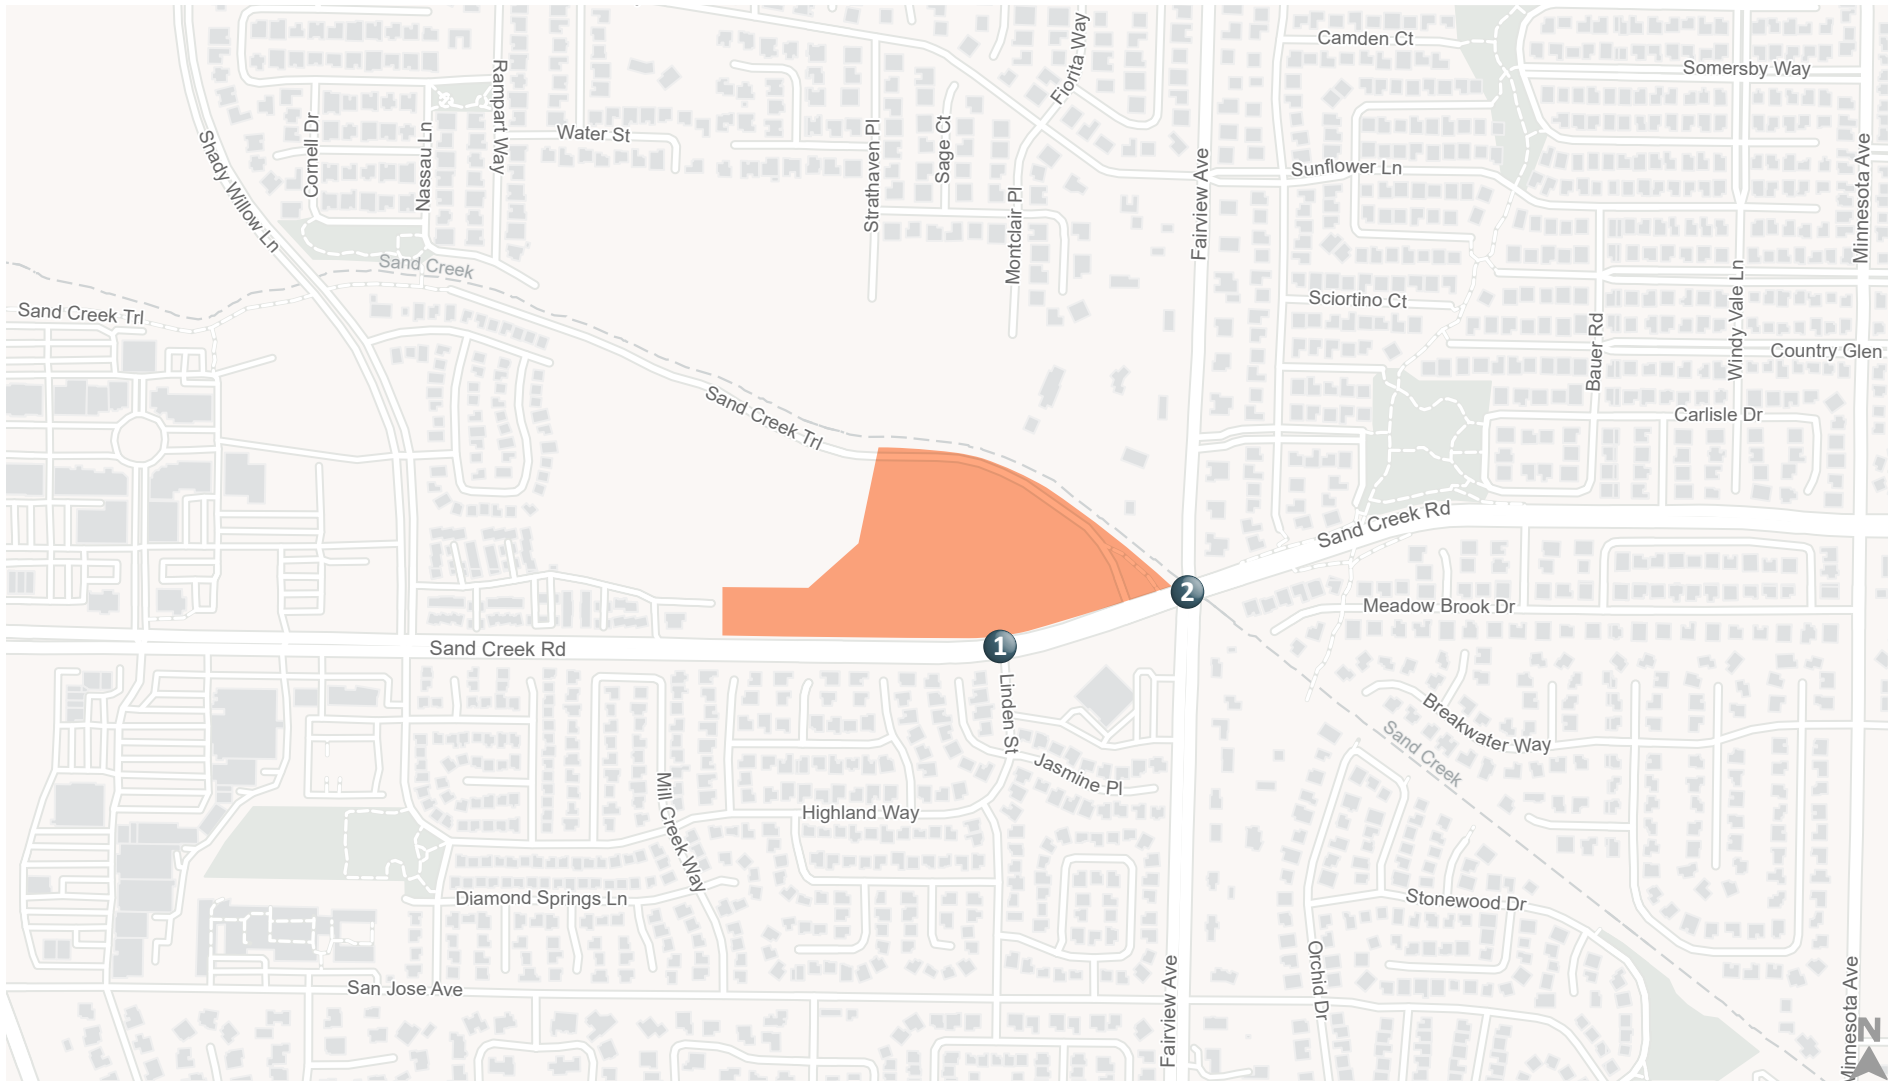 Camden Ct
Somersby Way
Fiorita Way
Rampart Way
Cornell Dr
Nassau Ln
Water St
Strathaven Pl
Sage Ct
Shady Willow Ln
Sunflower Ln
Fairview Ave
Minnesota Ave
Montclair Pl
Sand Creek
Sand Creek Trl
Sciortino Ct
Bauer Rd
Windy Vale Ln
Country Glen
Sand Creek Trl
Carlisle Dr
Sand Creek Rd
2
Meadow Brook Dr
1
Sand Creek Rd
Linden St
Breakwater Way
Sand Creek
Jasmine Pl
Mill Creek Way
Highland Way
Diamond Springs Ln
Stonewood Dr
Orchid Dr
San Jose Ave
Fairview Ave
Minnesota Ave
N